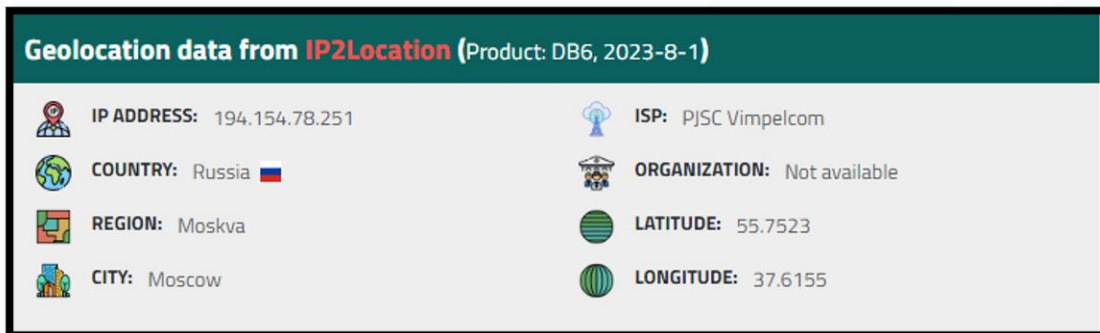 Geolocation data from IP2Location (Product: DB6, 2023-8-1)
IP ADDRESS: 194.154.78.251
COUNTRY: Russia
REGION: Moskva
CITY: Moscow
ISP: PJSC Vimpelcom
ORGANIZATION: Not available
LATITUDE: 55.7523
LONGITUDE: 37.6155